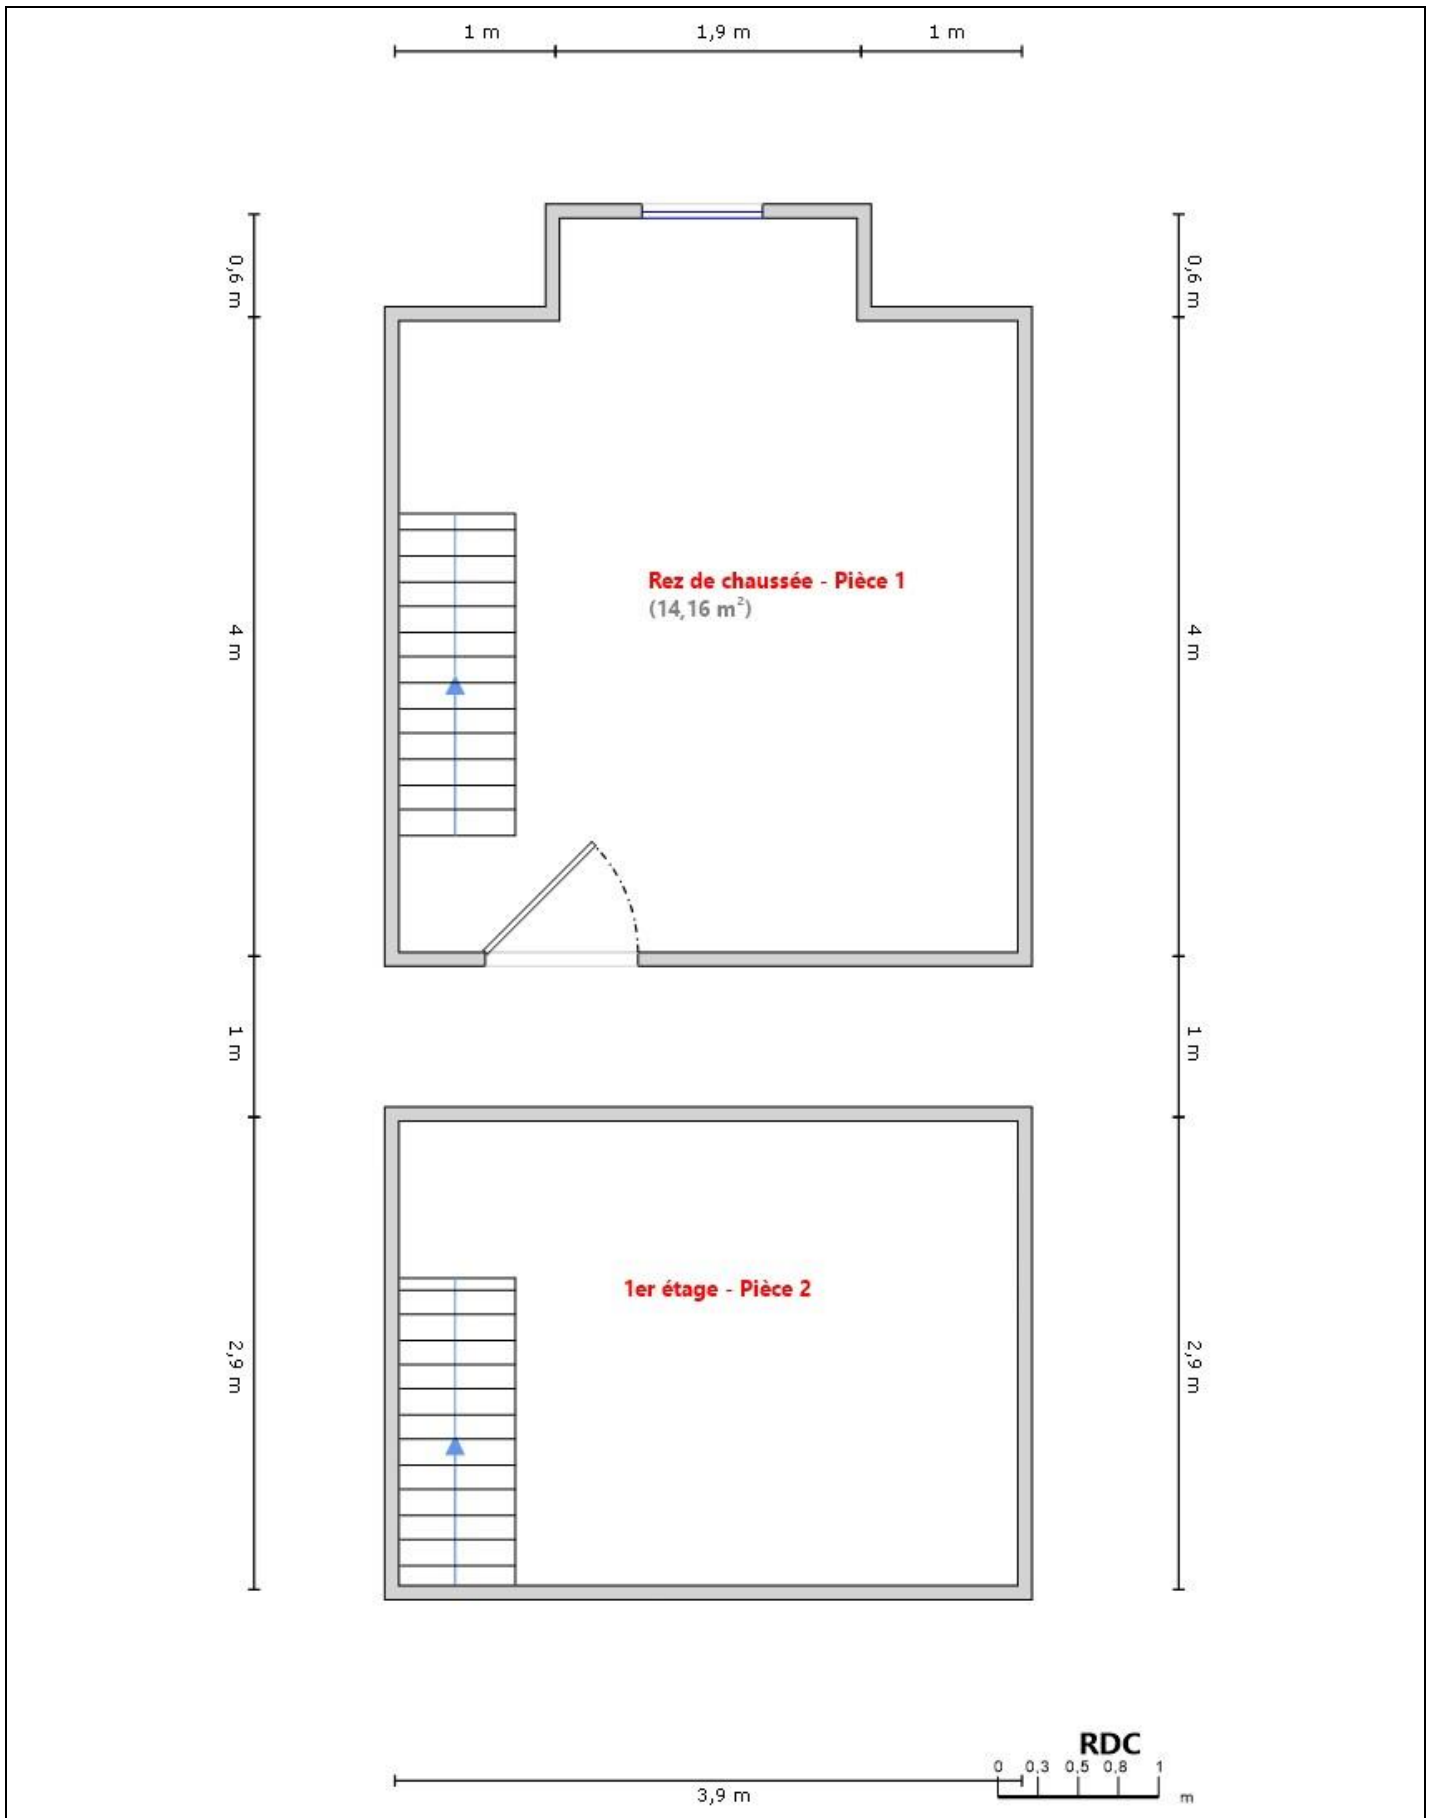 1 m 1,9 m 1 m
0,6 m 0,6 m
Rez de chaussée - Pièce 1
(14,16 m²)
4 m 4 m
1 m 1 m
1er étage - Pièce 2
2,9 m 2,9 m
RDC
0 0,3 0,5 0,8 1
m
3,9 m